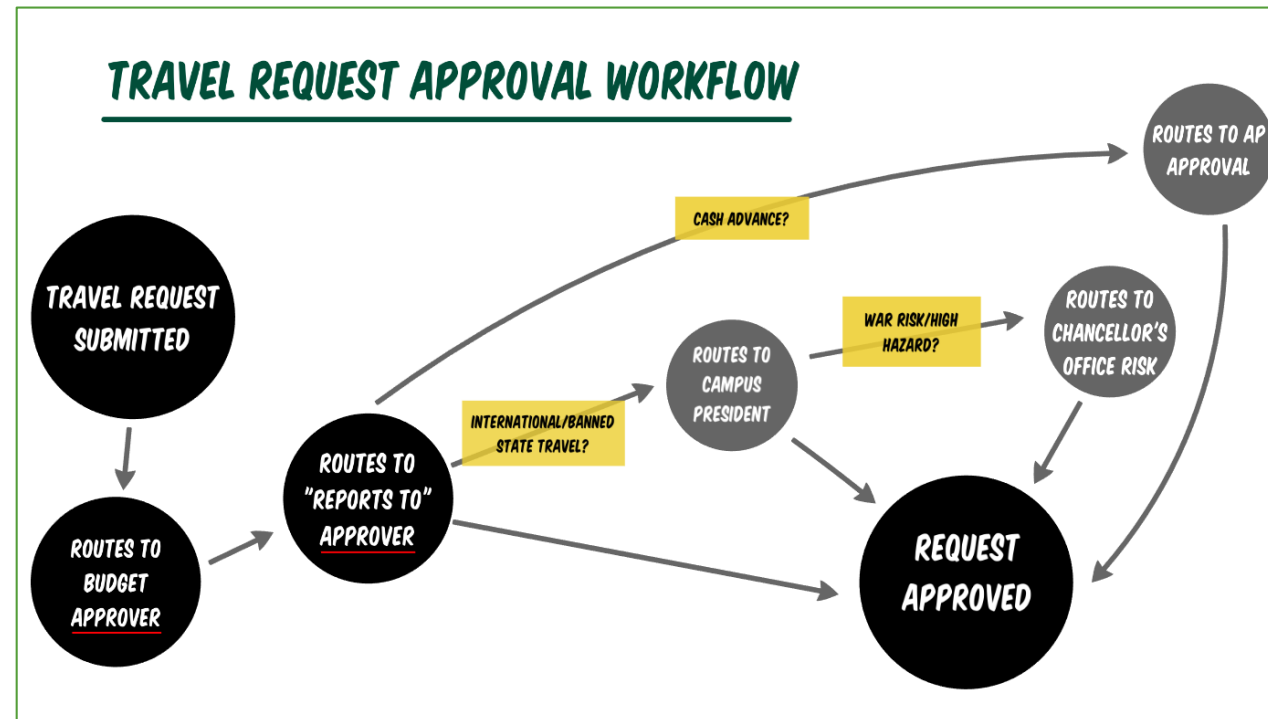 TRAVEL REQUEST APPROVAL WORKFLOW
TRAVEL REQUEST
SUBMITTED
ROUTES TO
BUDGET
APPROVER
ROUTES TO
"REPORTS TO"
APPROVER
CASH ADVANCE?
ROUTES TO AP
APPROVAL
INTERNATIONAL/BANNED
STATE TRAVEL?
ROUTES TO
CAMPUS
PRESIDENT
WAR RISK/HIGH
HAZARD?
ROUTES TO
CHANCELLOR'S
OFFICE RISK
REQUEST
APPROVED